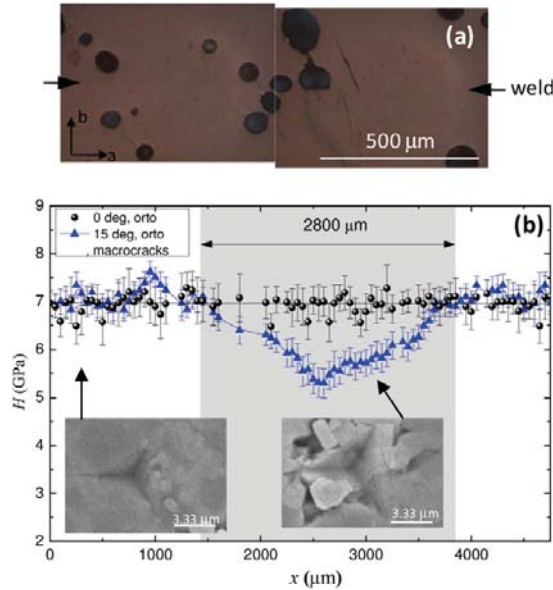 (a)
weld
b
a
500 μm
9
(b)
0 deg, orto
15 deg, orto
, macrocracks
2800 μm
8
7
6
5
4
3
2
H (GPa)
3.33 μm
3.33 μm
0 1000 2000 3000 4000
x (μm)